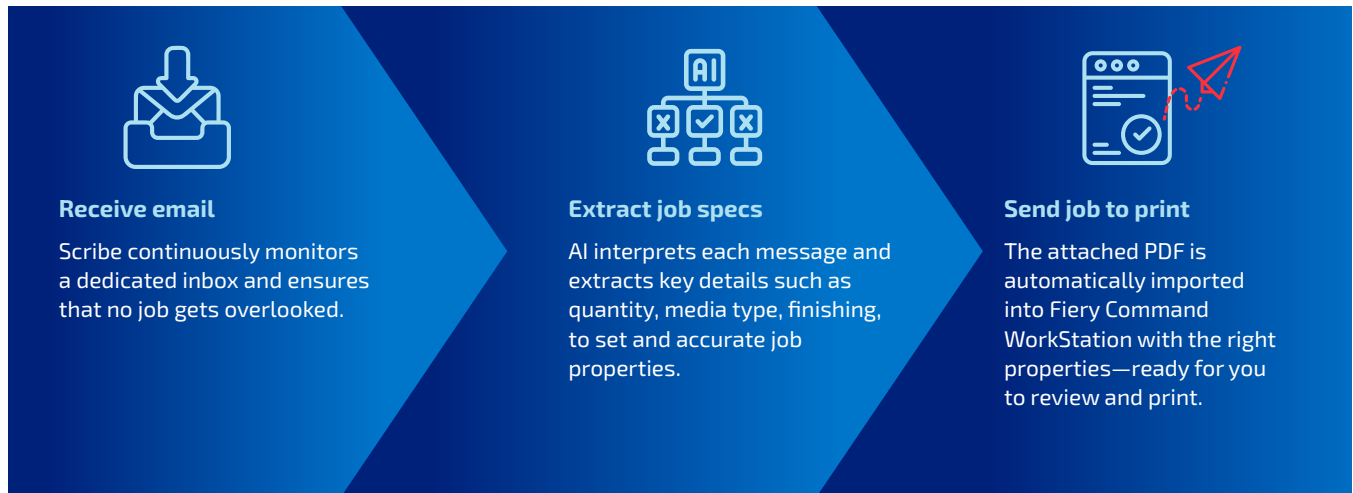 AI
Receive email
Scribe continuously monitors
a dedicated inbox and ensures
that no job gets overlooked.
Extract job specs
AI interprets each message and
extracts key details such as
quantity, media type, finishing,
to set and accurate job
properties.
Send job to print
The attached PDF is
automatically imported
into Fiery Command
WorkStation with the right
properties—ready for you
to review and print.